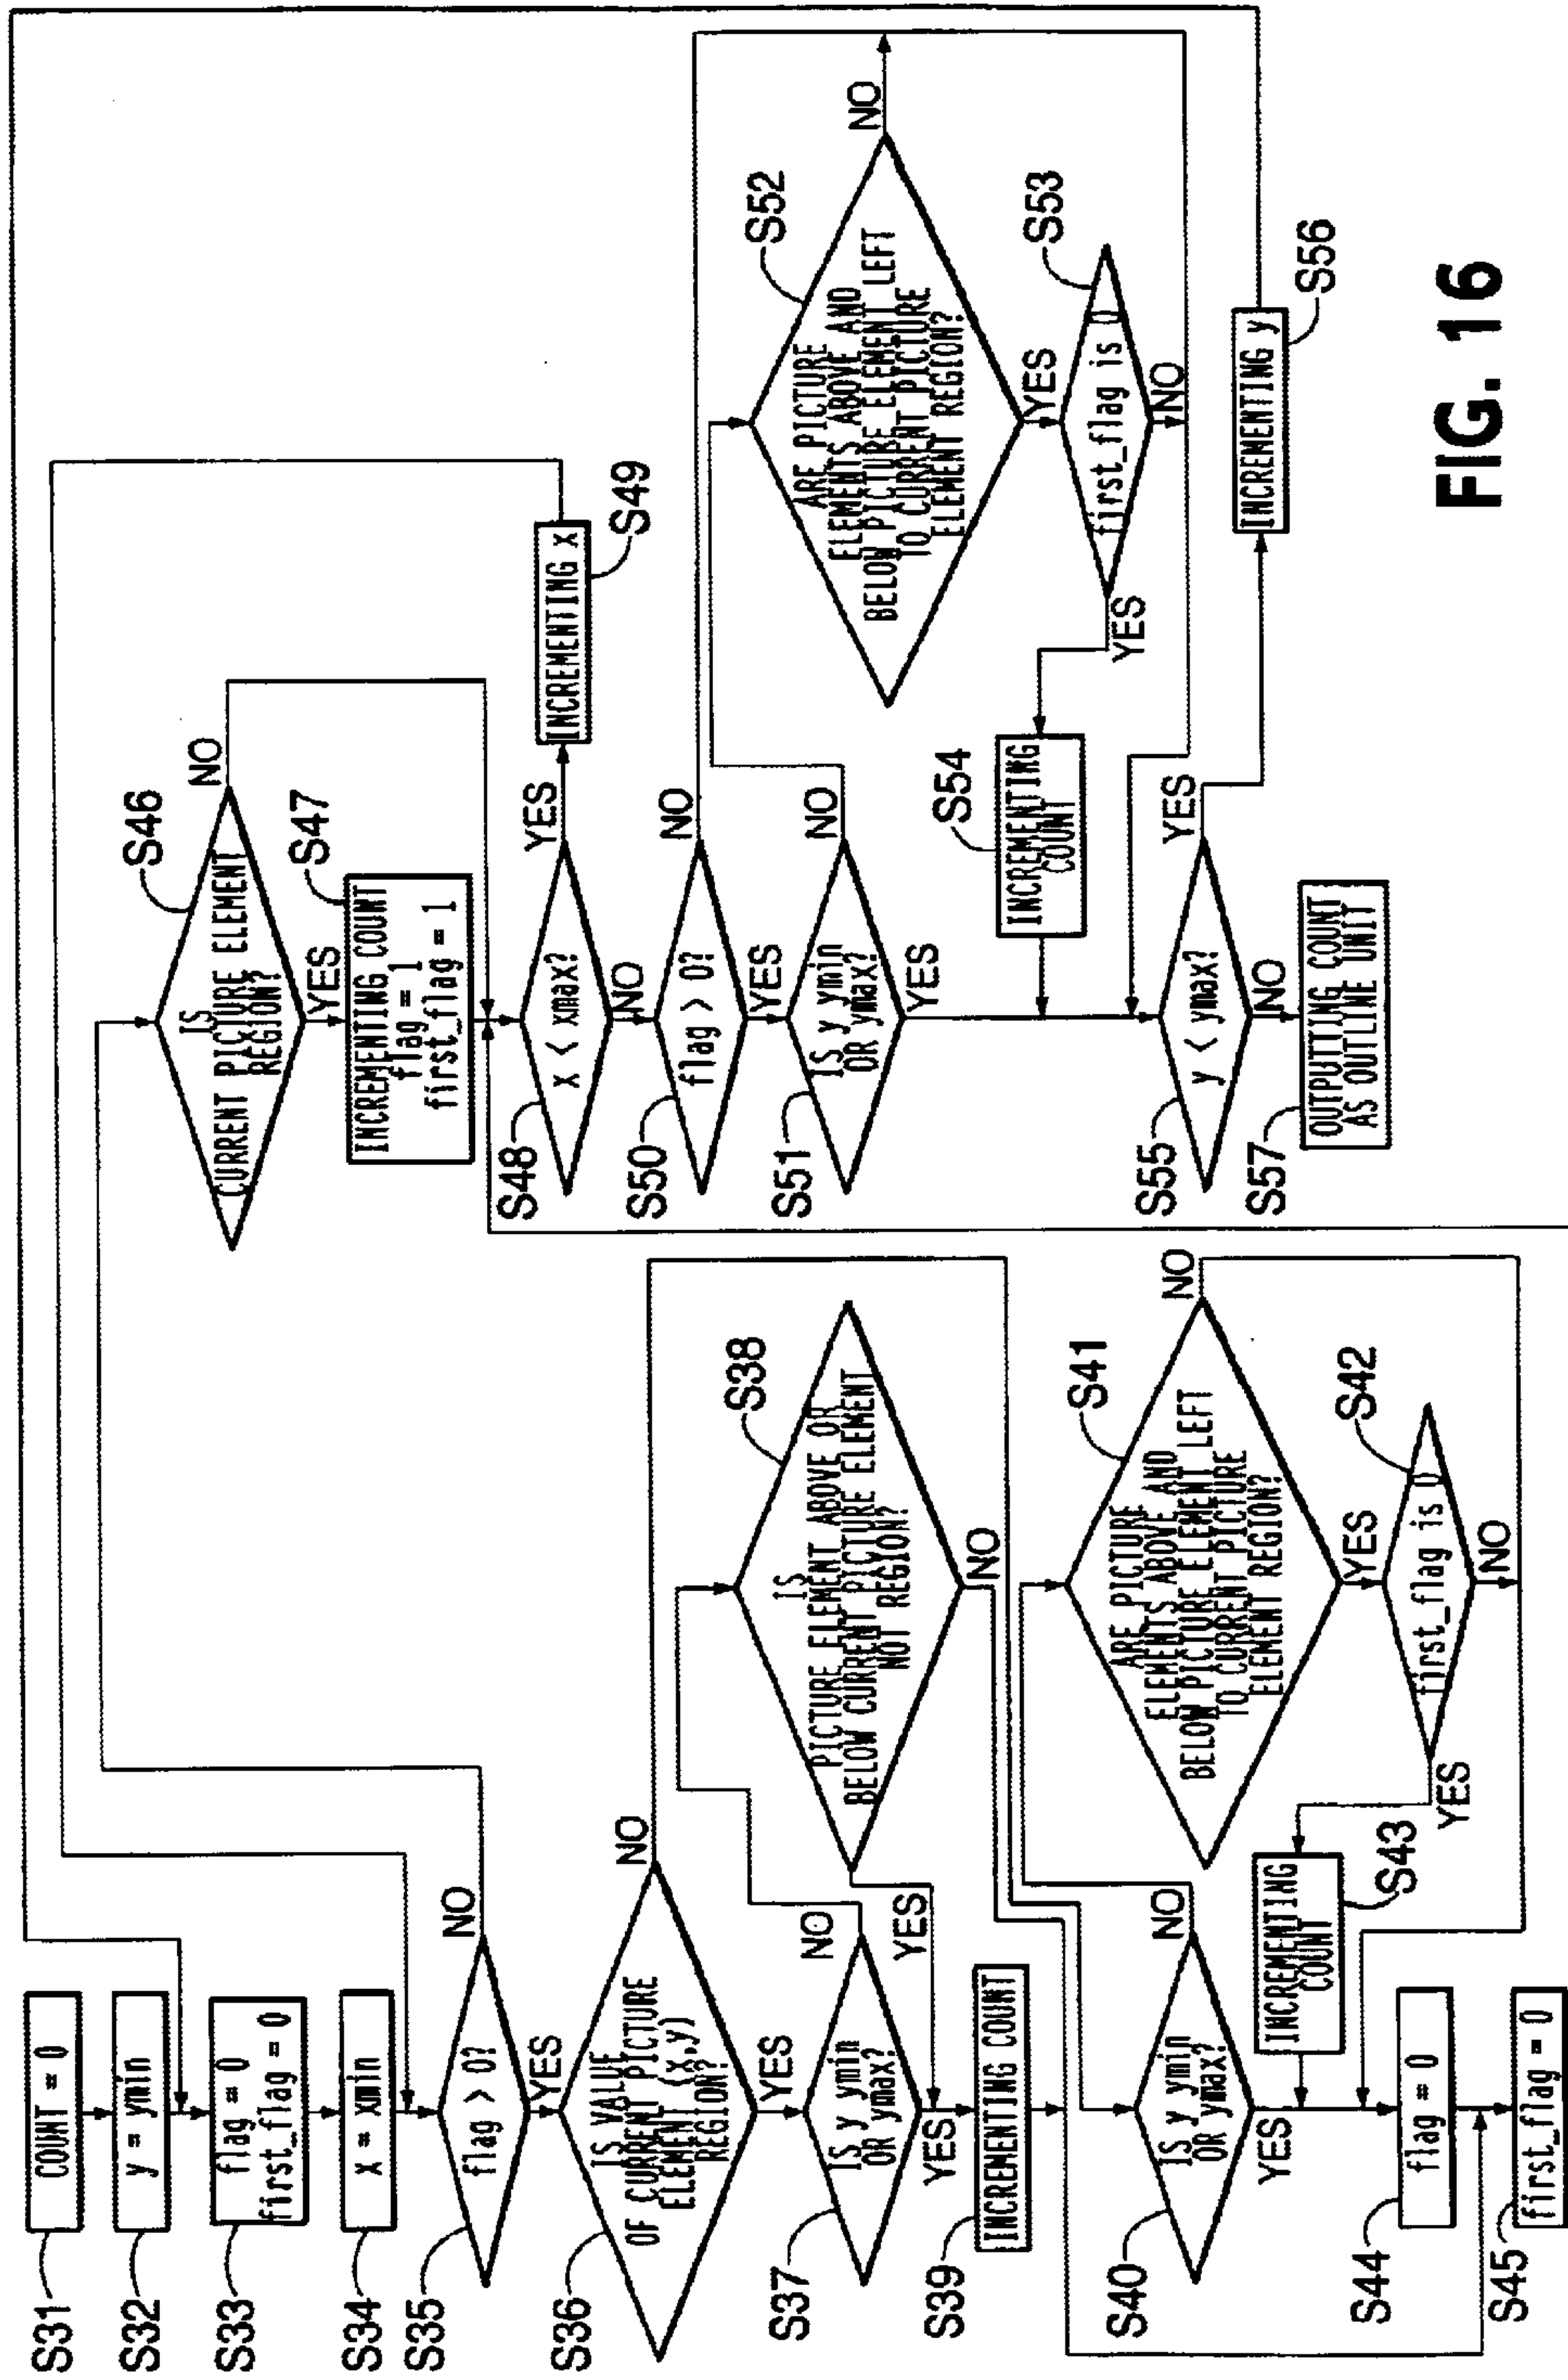 S31
COUNT = 0
S32
y = ymin
S33
flag = 0
first_flag = 0
S34
x = xmin
S35
flag > 0?
NO
YES
S36
IS VALUE
OF CURRENT PICTURE
ELEMENT (x,y)
REGION?
NO
YES
S37
IS y ymin
OR ymax?
NO
YES
S38
IS
PICTURE ELEMENT ABOVE OR
BELOW CURRENT PICTURE ELEMENT
NOT REGION?
YES
NO
S39
INCREMENTING COUNT
S40
IS y ymin
OR ymax?
NO
YES
S41
ARE PICTURE
ELEMENTS ABOVE AND
BELOW PICTURE ELEMENT LEFT
TO CURRENT PICTURE
ELEMENT REGION?
NO
YES
S42
first_flag is 0
YES
NO
S43
INCREMENTING
COUNT
S44
flag = 0
S45
first_flag = 0
S46
IS
CURRENT PICTURE ELEMENT
REGION?
NO
YES
S47
INCREMENTING COUNT
flag = 1
first_flag = 1
S48
x < xmax?
YES
NO
S49
INCREMENTING x
S50
flag > 0?
NO
YES
S51
IS y ymin
OR ymax?
NO
YES
S52
ARE PICTURE
ELEMENTS ABOVE AND
BELOW PICTURE ELEMENT LEFT
TO CURRENT PICTURE
ELEMENT REGION?
NO
YES
S53
first_flag is 0
YES
NO
S54
INCREMENTING
COUNT
S55
y < ymax?
YES
NO
S56
INCREMENTING y
S57
OUTPUTTING COUNT
AS OUTLINE UNIT
FIG. 16